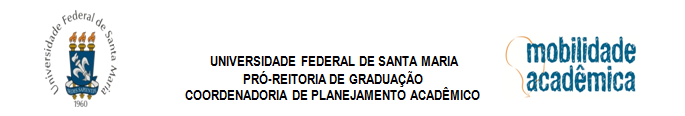 Universidade Federal de Santa Maria
1960
UNIVERSIDADE FEDERAL DE SANTA MARIA
PRÓ-REITORIA DE GRADUAÇÃO
COORDENADORIA DE PLANEJAMENTO ACADÊMICO
mobilidade
acadêmica